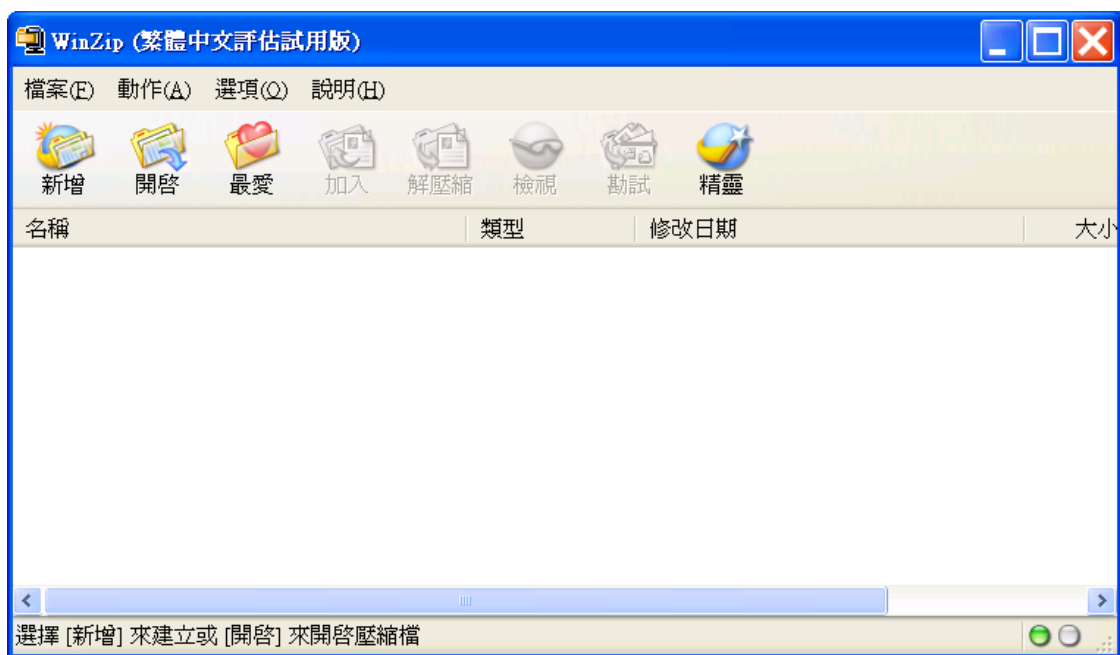 WinZip (繁體中文評估試用版)
檔案(F) 動作(A) 選項(O) 說明(H)
新增 開啓 最愛 加入 解壓縮 檢視 勘試 精靈
名稱 類型 修改日期 大小
選擇 [新增] 來建立或 [開啓] 來開啓壓縮檔